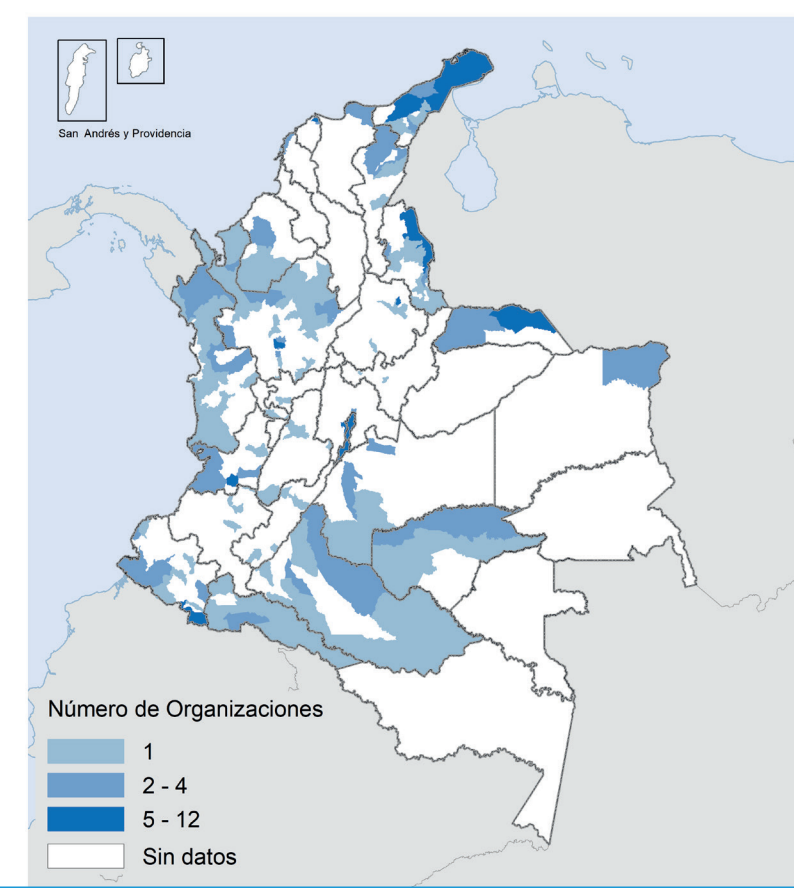 San Andrés y Providencia
Número de Organizaciones
1
2 - 4
5 - 12
Sin datos